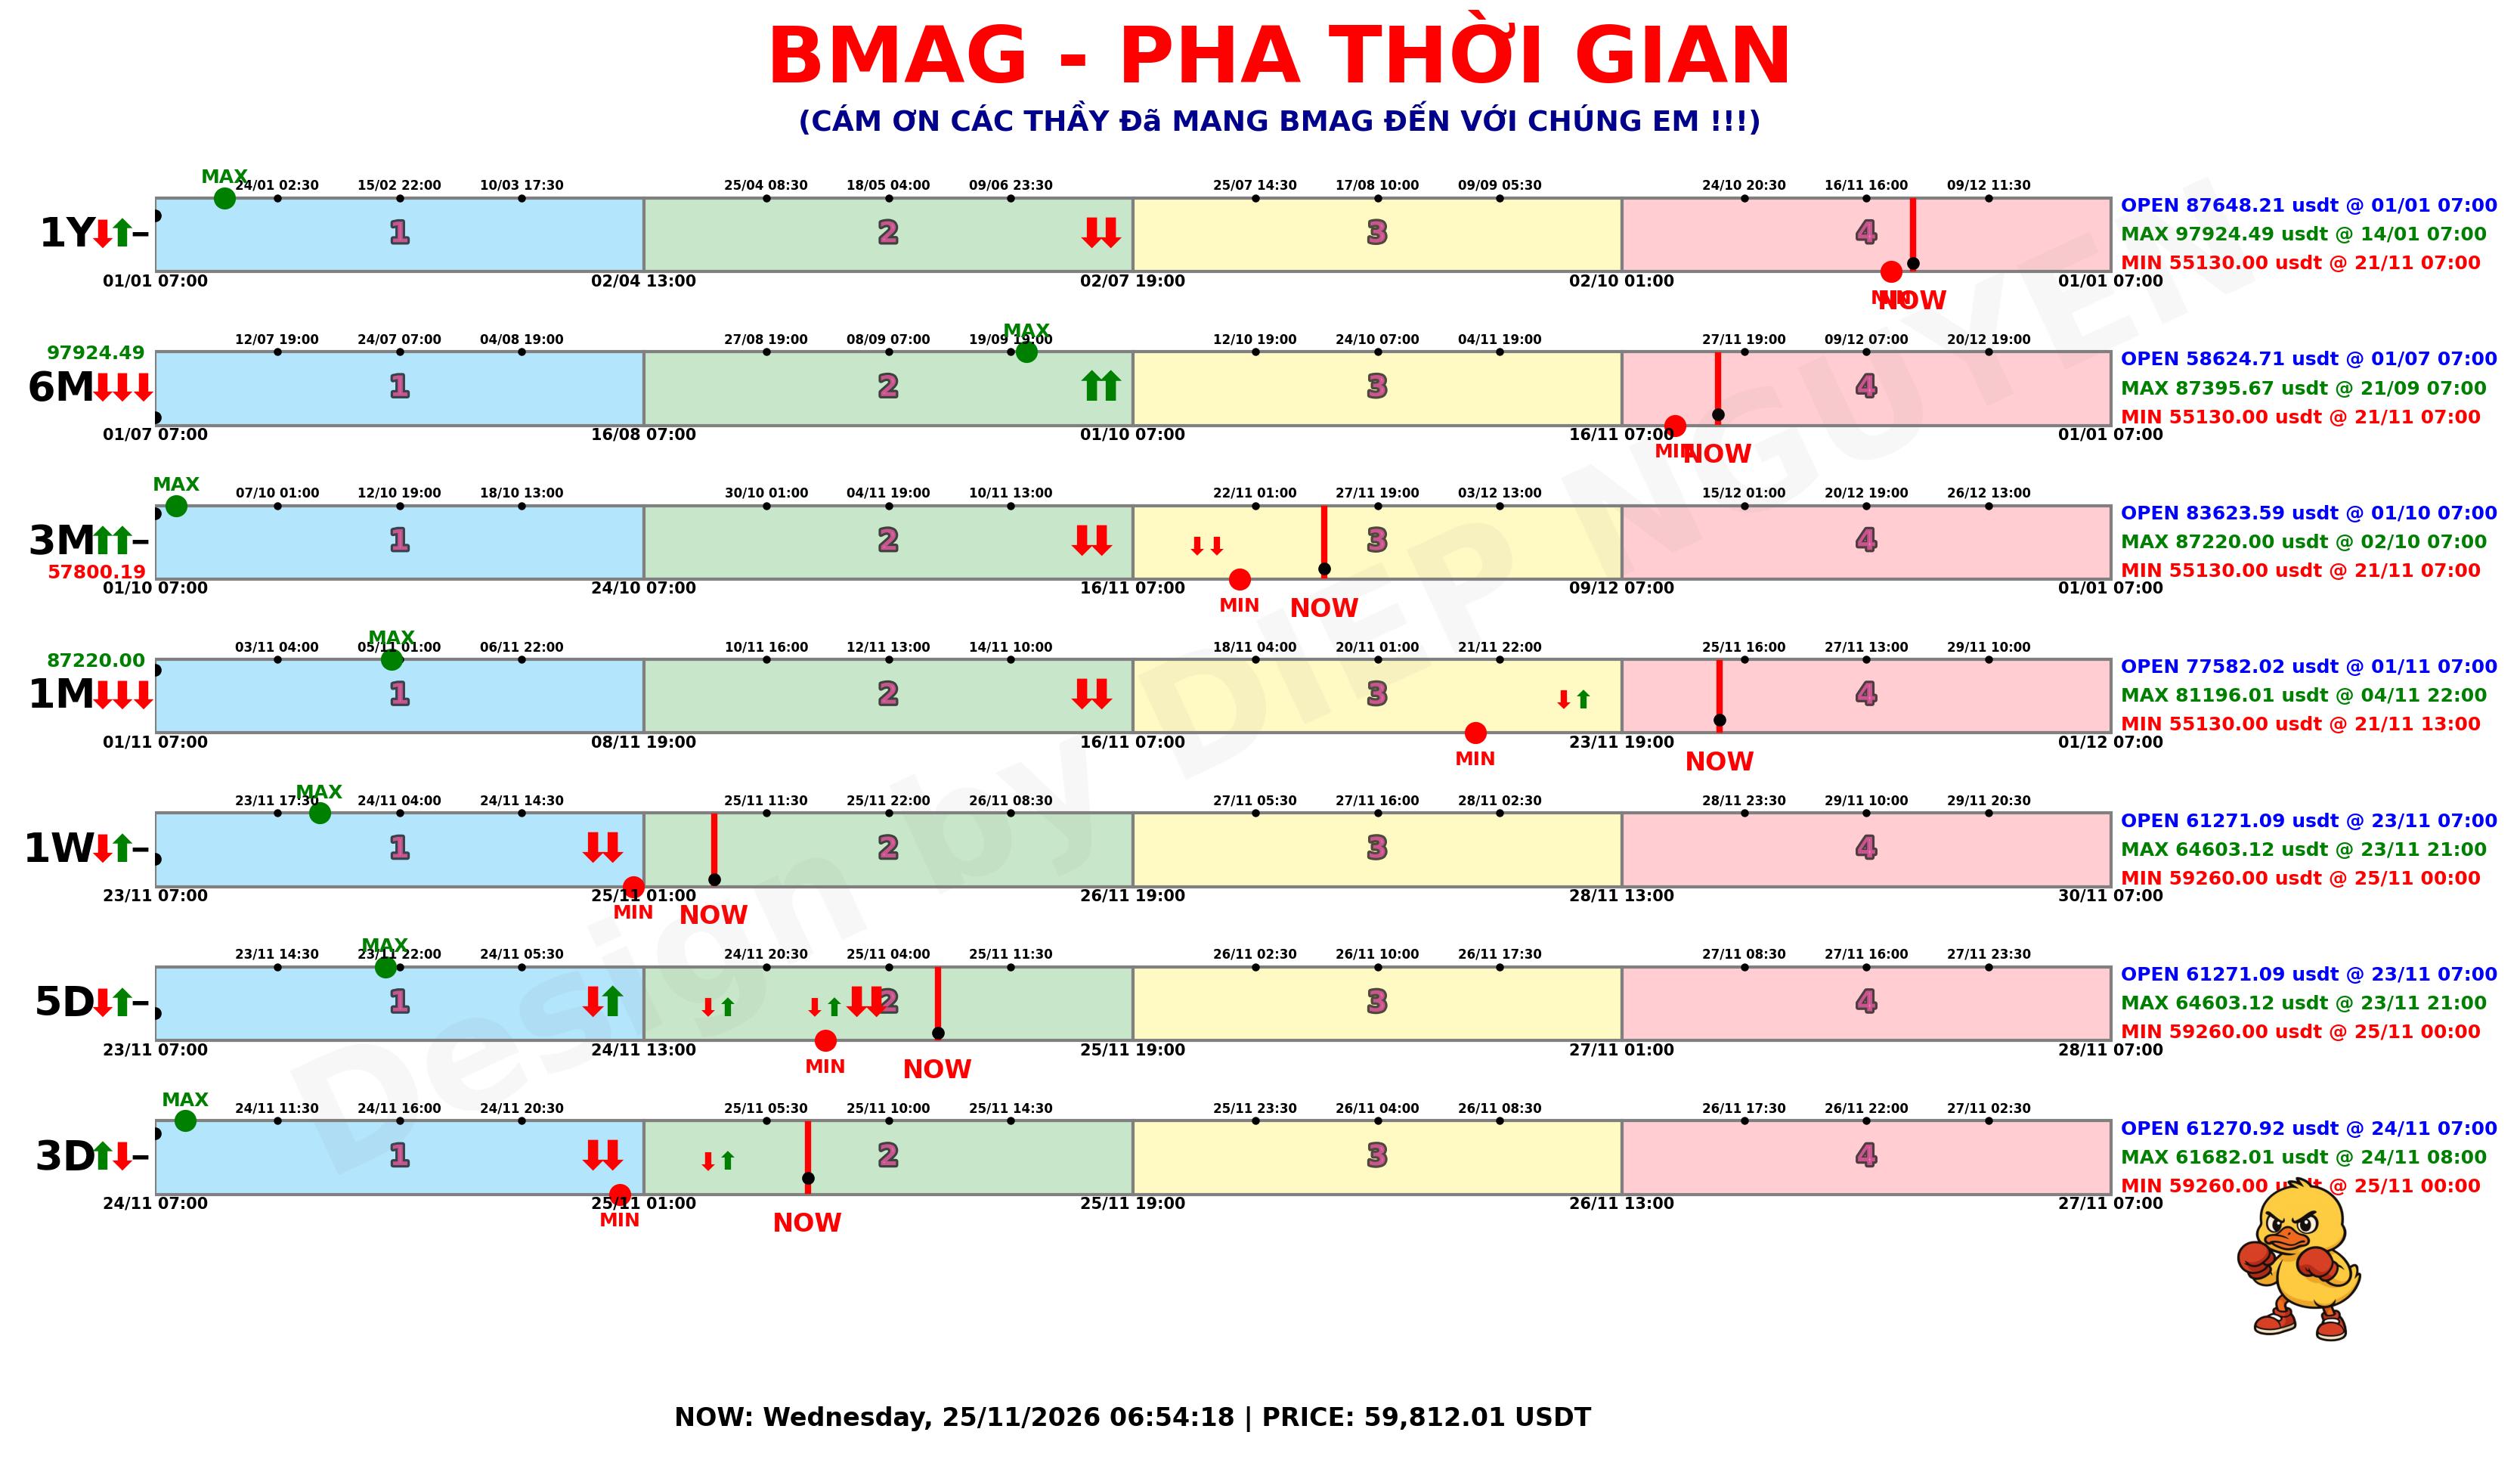 BMAG - PHA THỜI GIAN
(CÁM ƠN CÁC THẦY Đã MANG BMAG ĐẾN VỚI CHÚNG EM !!!)
MAX
24/01 02:30 15/02 22:00 10/03 17:30 25/04 08:30 18/05 04:00 09/06 23:30 25/07 14:30 17/08 10:00 09/09 05:30 24/10 20:30 16/11 16:00 09/12 11:30
OPEN 87648.21 usdt @ 01/01 07:00
1Y⬇⬆– 1 2 ⬇⬇ 3 4
MAX 97924.49 usdt @ 14/01 07:00
MIN 55130.00 usdt @ 21/11 07:00
01/01 07:00 02/04 13:00 02/07 19:00 02/10 01:00 01/01 07:00
MIN NOW
MAX
12/07 19:00 24/07 07:00 04/08 19:00 27/08 19:00 08/09 07:00 19/09 19:00 12/10 19:00 24/10 07:00 04/11 19:00 27/11 19:00 09/12 07:00 20/12 19:00
97924.49
OPEN 58624.71 usdt @ 01/07 07:00
6M⬇⬇⬇ 1 2 ⬆⬆ 3 4
MAX 87395.67 usdt @ 21/09 07:00
MIN 55130.00 usdt @ 21/11 07:00
01/07 07:00 16/08 07:00 01/10 07:00 16/11 07:00 01/01 07:00
MIN NOW
MAX
07/10 01:00 12/10 19:00 18/10 13:00 30/10 01:00 04/11 19:00 10/11 13:00 22/11 01:00 27/11 19:00 03/12 13:00 15/12 01:00 20/12 19:00 26/12 13:00
OPEN 83623.59 usdt @ 01/10 07:00
3M⬆⬆– 1 2 ⬇⬇ ⬇⬇ 3 4
MAX 87220.00 usdt @ 02/10 07:00
57800.19
MIN 55130.00 usdt @ 21/11 07:00
01/10 07:00 24/10 07:00 16/11 07:00 09/12 07:00 01/01 07:00
MIN NOW
MAX
03/11 04:00 05/11 01:00 06/11 22:00 10/11 16:00 12/11 13:00 14/11 10:00 18/11 04:00 20/11 01:00 21/11 22:00 25/11 16:00 27/11 13:00 29/11 10:00
87220.00
OPEN 77582.02 usdt @ 01/11 07:00
1M⬇⬇⬇ 1 2 ⬇⬇ 3 ⬇⬆ 4
MAX 81196.01 usdt @ 04/11 22:00
MIN 55130.00 usdt @ 21/11 13:00
01/11 07:00 08/11 19:00 16/11 07:00 23/11 19:00 01/12 07:00
MIN NOW
MAX
23/11 17:30 24/11 04:00 24/11 14:30 25/11 11:30 25/11 22:00 26/11 08:30 27/11 05:30 27/11 16:00 28/11 02:30 28/11 23:30 29/11 10:00 29/11 20:30
OPEN 61271.09 usdt @ 23/11 07:00
1W⬇⬆– 1 ⬇⬇ 2 3 4
MAX 64603.12 usdt @ 23/11 21:00
MIN 59260.00 usdt @ 25/11 00:00
23/11 07:00 25/11 01:00 26/11 19:00 28/11 13:00 30/11 07:00
MIN NOW
MAX
23/11 14:30 23/11 22:00 24/11 05:30 24/11 20:30 25/11 04:00 25/11 11:30 26/11 02:30 26/11 10:00 26/11 17:30 27/11 08:30 27/11 16:00 27/11 23:30
OPEN 61271.09 usdt @ 23/11 07:00
5D⬇⬆– 1 ⬇⬆ ⬇⬆ ⬇⬆ ⬇⬇ 2 3 4
MAX 64603.12 usdt @ 23/11 21:00
MIN 59260.00 usdt @ 25/11 00:00
23/11 07:00 24/11 13:00 25/11 19:00 27/11 01:00 28/11 07:00
MIN NOW
MAX
24/11 11:30 24/11 16:00 24/11 20:30 25/11 05:30 25/11 10:00 25/11 14:30 25/11 23:30 26/11 04:00 26/11 08:30 26/11 17:30 26/11 22:00 27/11 02:30
OPEN 61270.92 usdt @ 24/11 07:00
3D⬆⬇– 1 ⬇⬇ ⬇⬆ 2 3 4
MAX 61682.01 usdt @ 24/11 08:00
MIN 59260.00 usdt @ 25/11 00:00
24/11 07:00 25/11 01:00 25/11 19:00 26/11 13:00 27/11 07:00
MIN NOW
Design by DIEP NGUYEN
NOW: Wednesday, 25/11/2026 06:54:18 | PRICE: 59,812.01 USDT